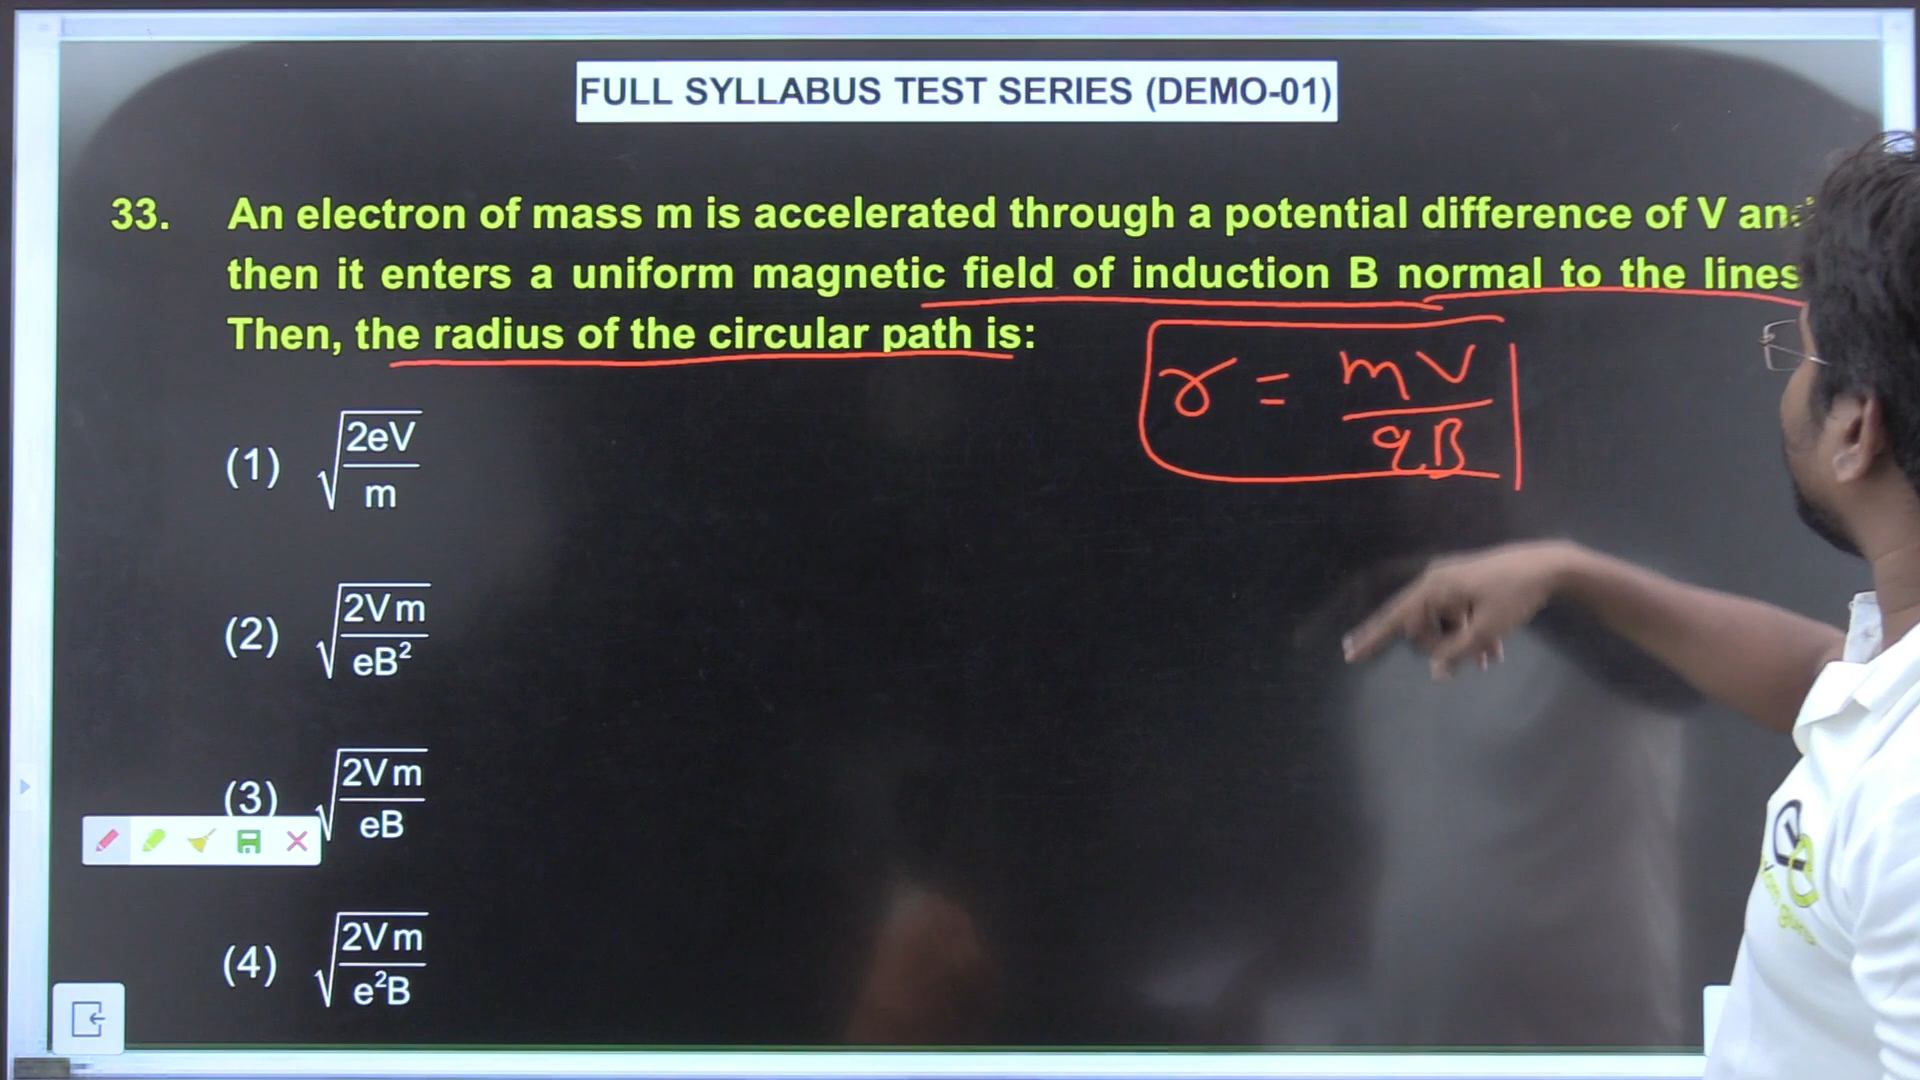 FULL SYLLABUS TEST SERIES (DEMO-01)
33. An electron of mass m is accelerated through a potential difference of V and
then it enters a uniform magnetic field of induction B normal to the lines
Then, the radius of the circular path is:
r = mV/qB
(1) √(2eV/m)
(2) √(2Vm/eB²)
(3) √(2Vm/eB)
(4) √(2Vm/e²B)